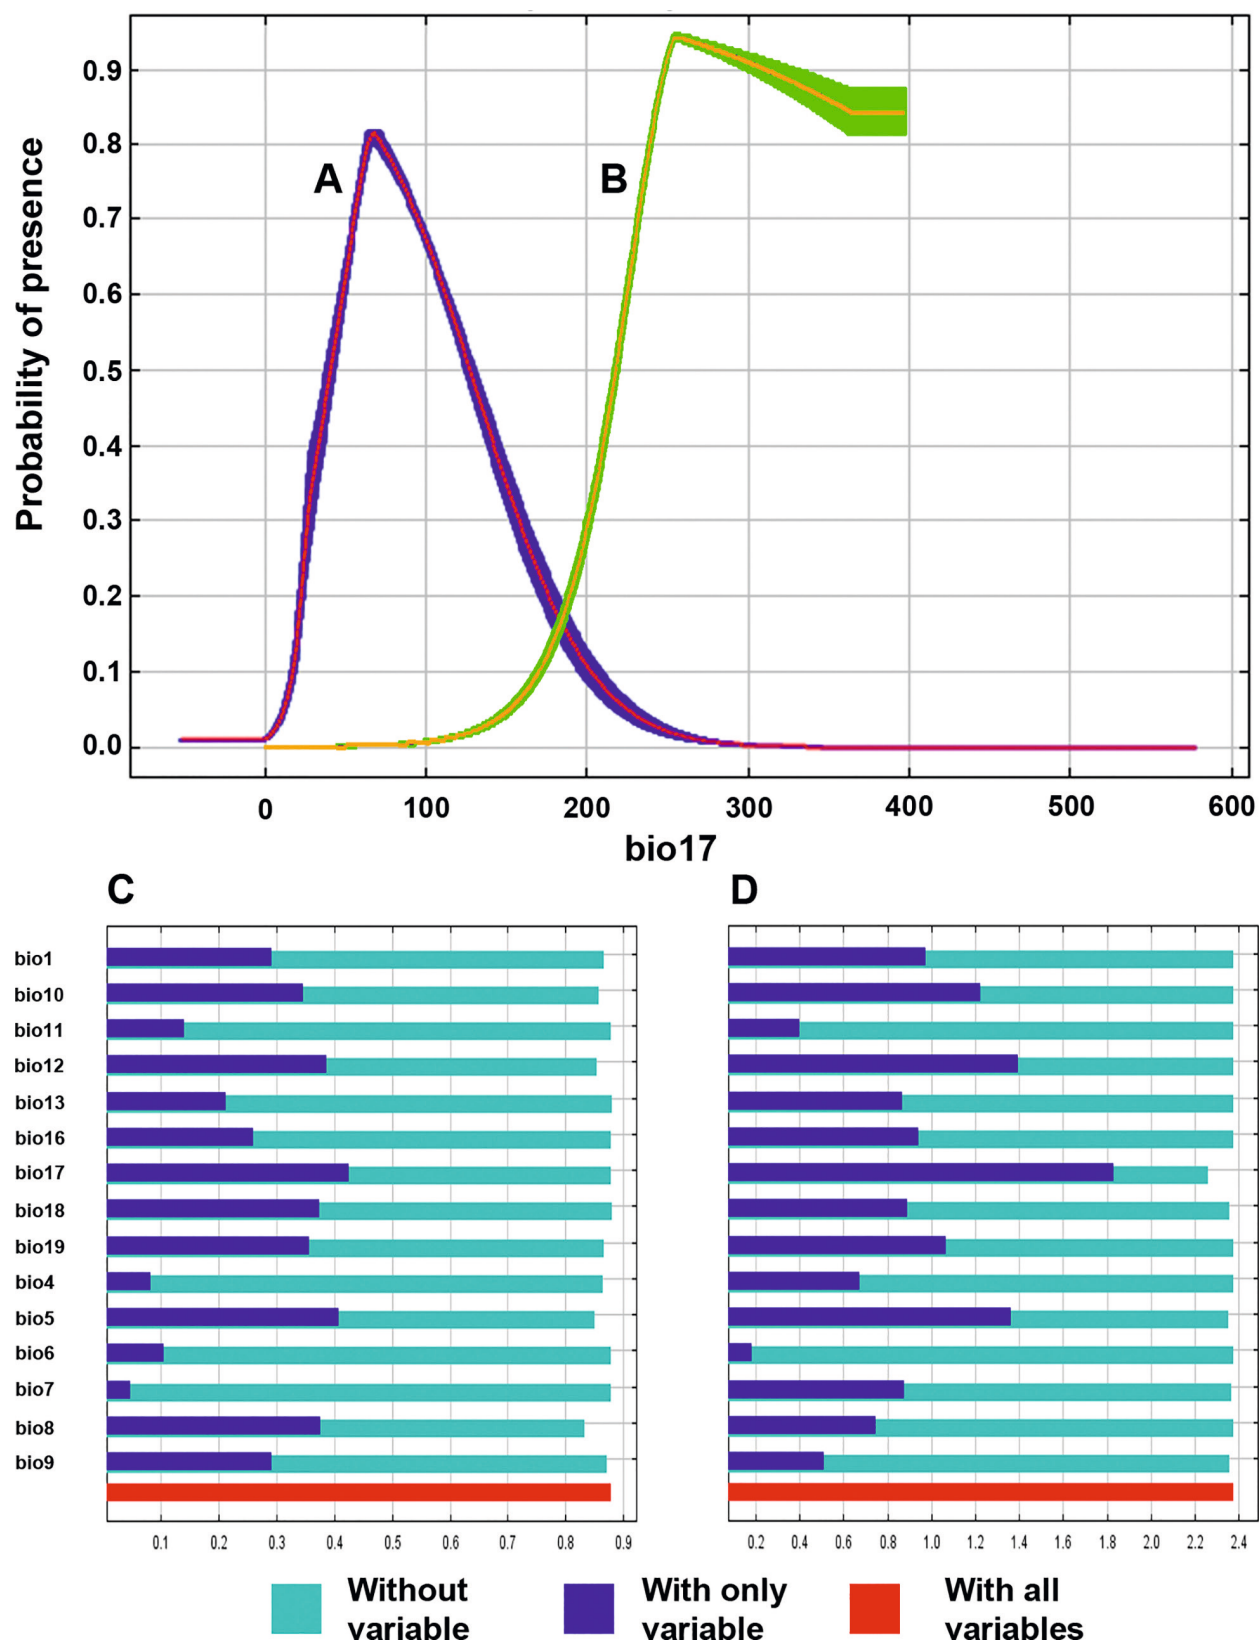 Probability of presence
0.9
0.8
0.7
0.6
0.5
0.4
0.3
0.2
0.1
0.0
A
B
0 100 200 300 400 500 600
bio17
C
D
bio1
bio10
bio11
bio12
bio13
bio16
bio17
bio18
bio19
bio4
bio5
bio6
bio7
bio8
bio9
0.1 0.2 0.3 0.4 0.5 0.6 0.7 0.8 0.9
0.2 0.4 0.6 0.8 1.0 1.2 1.4 1.6 1.8 2.0 2.2 2.4
Without
variable
With only
variable
With all
variables